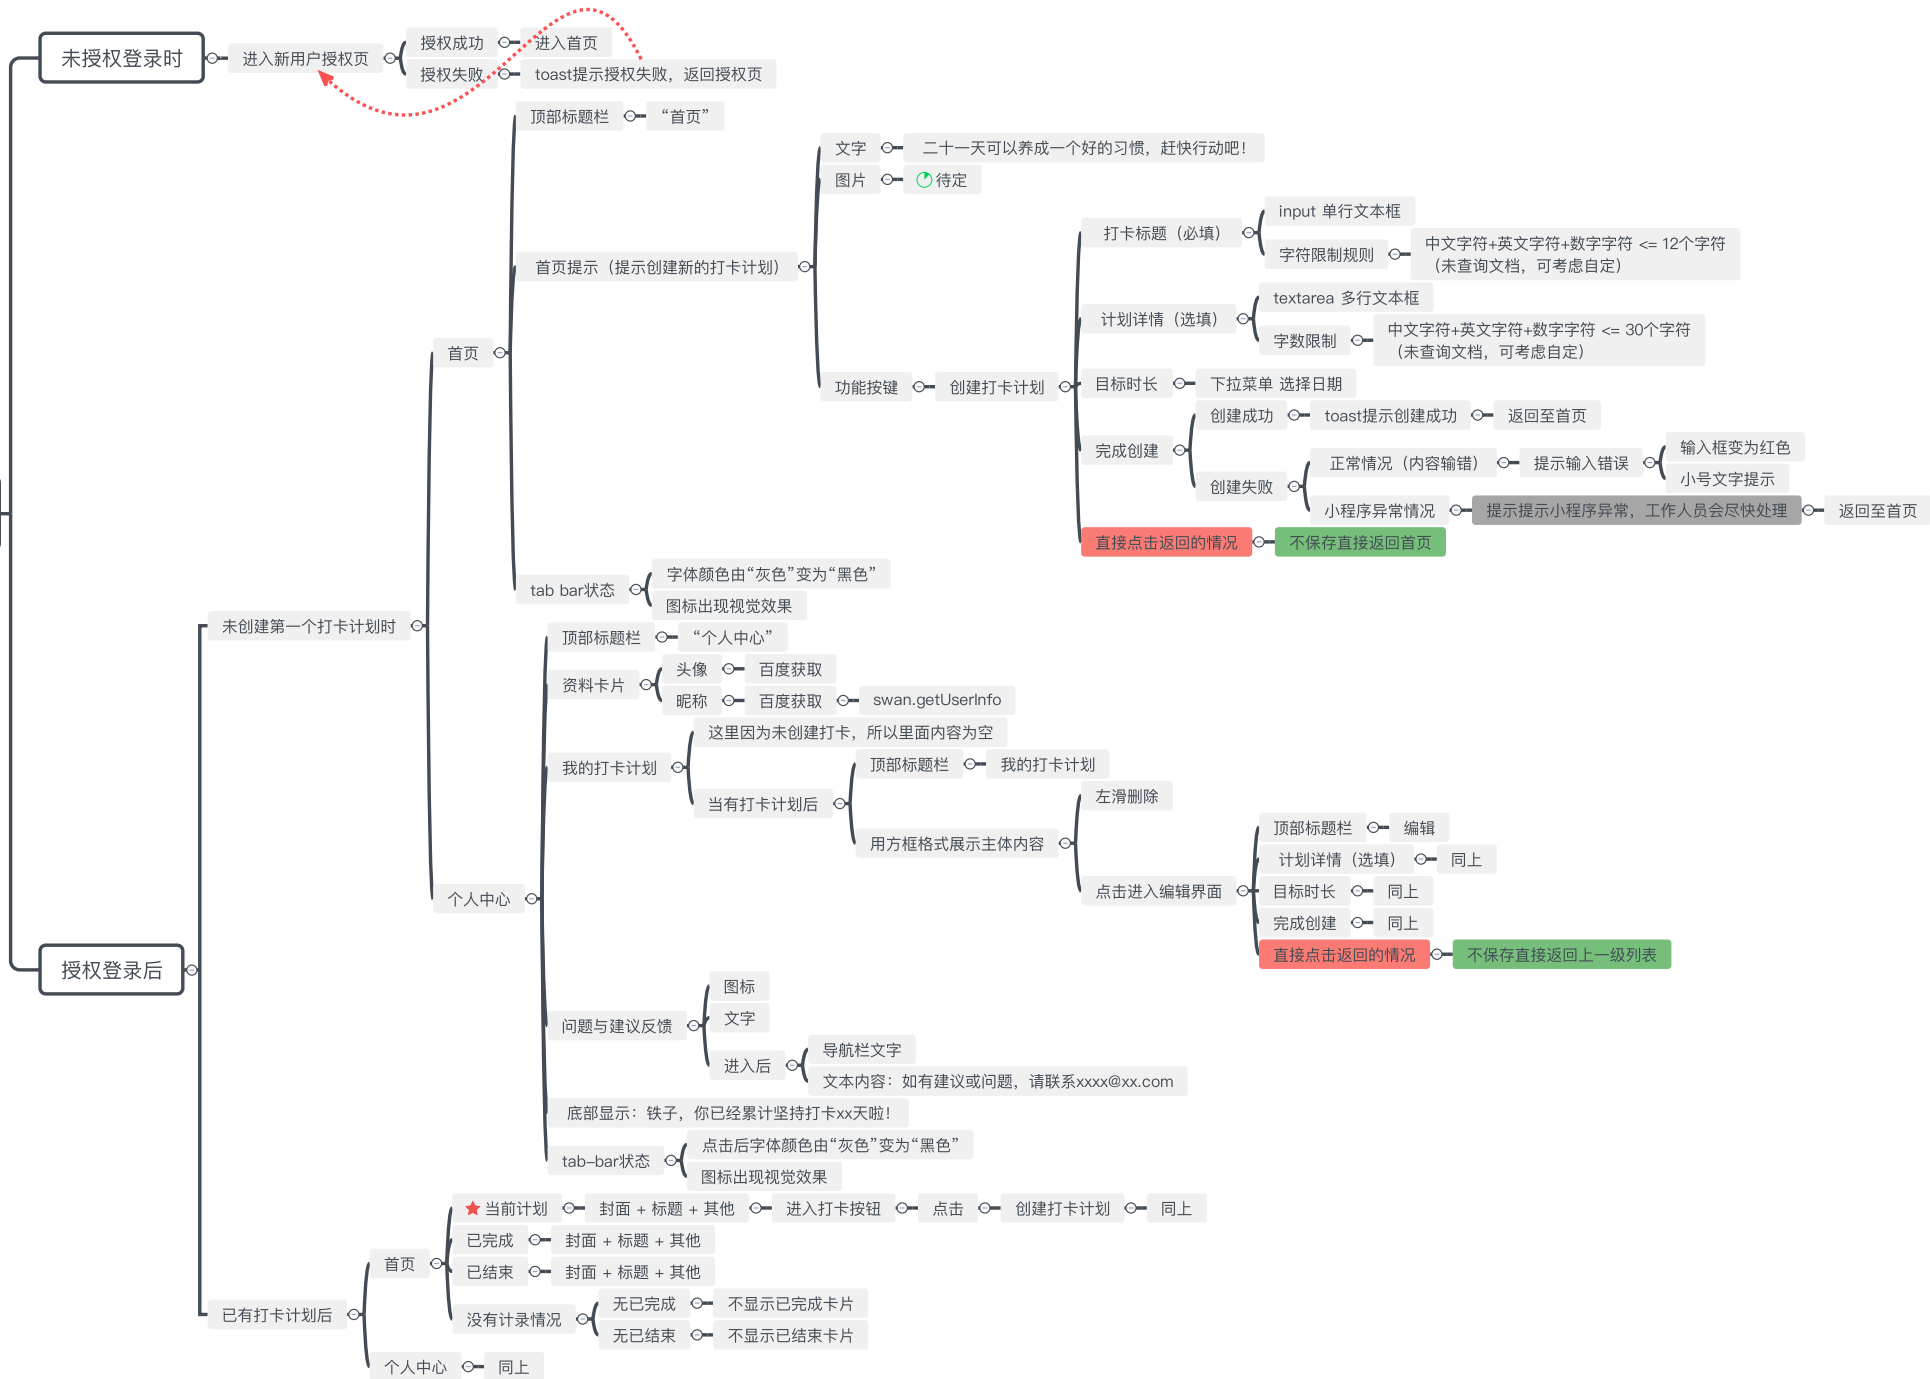 未授权登录时
进入新用户授权页
授权成功
进入首页
授权失败
toast提示授权失败，返回授权页
顶部标题栏
“首页”
文字
二十一天可以养成一个好的习惯，赶快行动吧！
图片
待定
首页提示（提示创建新的打卡计划）
打卡标题（必填）
input 单行文本框
字符限制规则
中文字符+英文字符+数字字符 <= 12个字符
（未查询文档，可考虑自定）
计划详情（选填）
textarea 多行文本框
字数限制
中文字符+英文字符+数字字符 <= 30个字符
（未查询文档，可考虑自定）
首页
功能按键
创建打卡计划
目标时长
下拉菜单 选择日期
完成创建
创建成功
toast提示创建成功
返回至首页
创建失败
正常情况（内容输错）
提示输入错误
输入框变为红色
小号文字提示
小程序异常情况
提示提示小程序异常，工作人员会尽快处理
返回至首页
直接点击返回的情况
不保存直接返回首页
tab bar状态
字体颜色由“灰色”变为“黑色”
图标出现视觉效果
未创建第一个打卡计划时
顶部标题栏
“个人中心”
资料卡片
头像
百度获取
昵称
百度获取
swan.getUserInfo
我的打卡计划
这里因为未创建打卡，所以里面内容为空
当有打卡计划后
顶部标题栏
我的打卡计划
用方框格式展示主体内容
左滑删除
点击进入编辑界面
顶部标题栏
编辑
计划详情（选填）
同上
目标时长
同上
完成创建
同上
直接点击返回的情况
不保存直接返回上一级列表
个人中心
授权登录后
问题与建议反馈
图标
文字
进入后
导航栏文字
文本内容：如有建议或问题，请联系xxxx@xx.com
底部显示：铁子，你已经累计坚持打卡xx天啦！
tab-bar状态
点击后字体颜色由“灰色”变为“黑色”
图标出现视觉效果
当前计划
封面 + 标题 + 其他
进入打卡按钮
点击
创建打卡计划
同上
首页
已完成
封面 + 标题 + 其他
已结束
封面 + 标题 + 其他
已有打卡计划后
没有计录情况
无已完成
不显示已完成卡片
无已结束
不显示已结束卡片
个人中心
同上